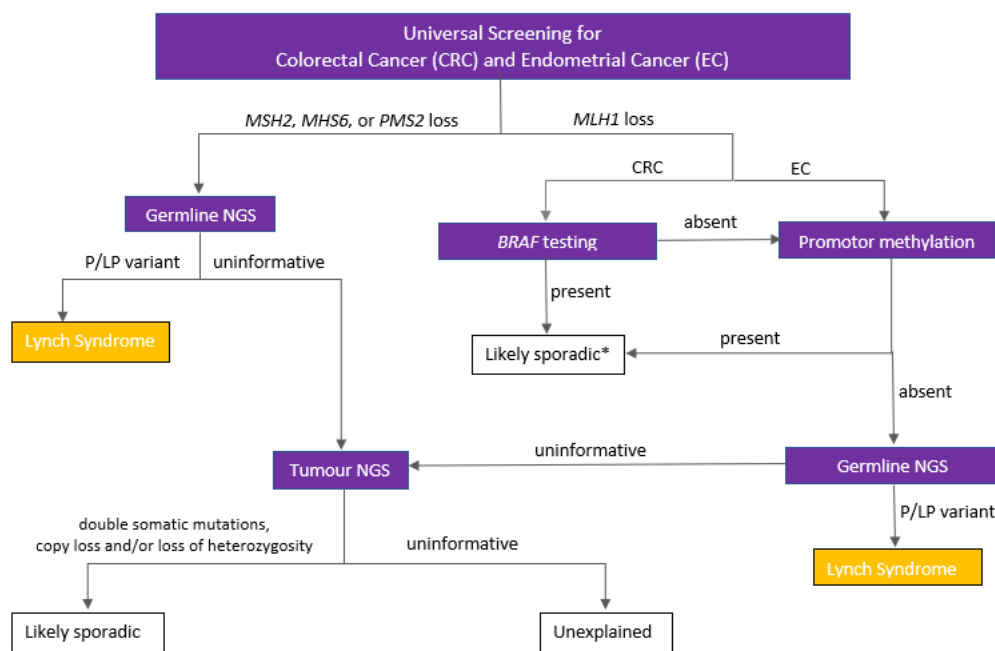 Universal Screening for
Colorectal Cancer (CRC) and Endometrial Cancer (EC)
MSH2, MHS6, or PMS2 loss
MLH1 loss
CRC
EC
Germline NGS
BRAF testing
absent
Promotor methylation
P/LP variant
uninformative
present
Lynch Syndrome
Likely sporadic*
present
absent
uninformative
Tumour NGS
Germline NGS
P/LP variant
double somatic mutations,
copy loss and/or loss of heterozygosity
uninformative
Lynch Syndrome
Likely sporadic
Unexplained